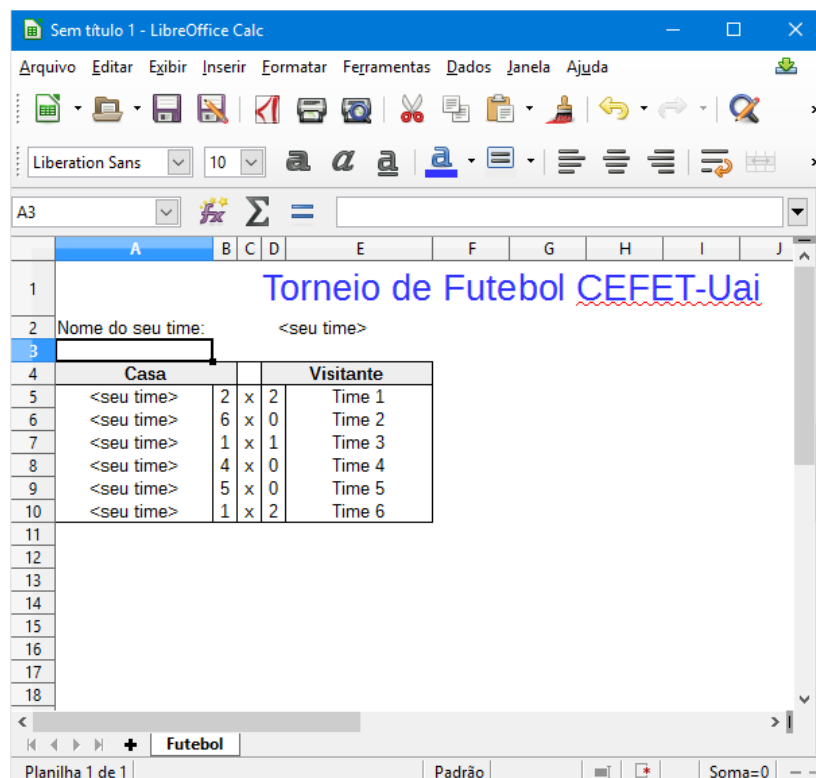 Sem título 1 - LibreOffice Calc
Arquivo Editar Exibir Inserir Formatar Ferramentas Dados Janela Ajuda
Liberation Sans 10 a a a a
A3 fx Σ =
A B C D E F G H I J
1 Torneio de Futebol CEFET-Uai
2 Nome do seu time: <seu time>
3
4 Casa Visitante
5 <seu time> 2 x 2 Time 1
6 <seu time> 6 x 0 Time 2
7 <seu time> 1 x 1 Time 3
8 <seu time> 4 x 0 Time 4
9 <seu time> 5 x 0 Time 5
10 <seu time> 1 x 2 Time 6
11
12
13
14
15
16
17
18
Futebol
Planilha 1 de 1 Padrão Soma=0